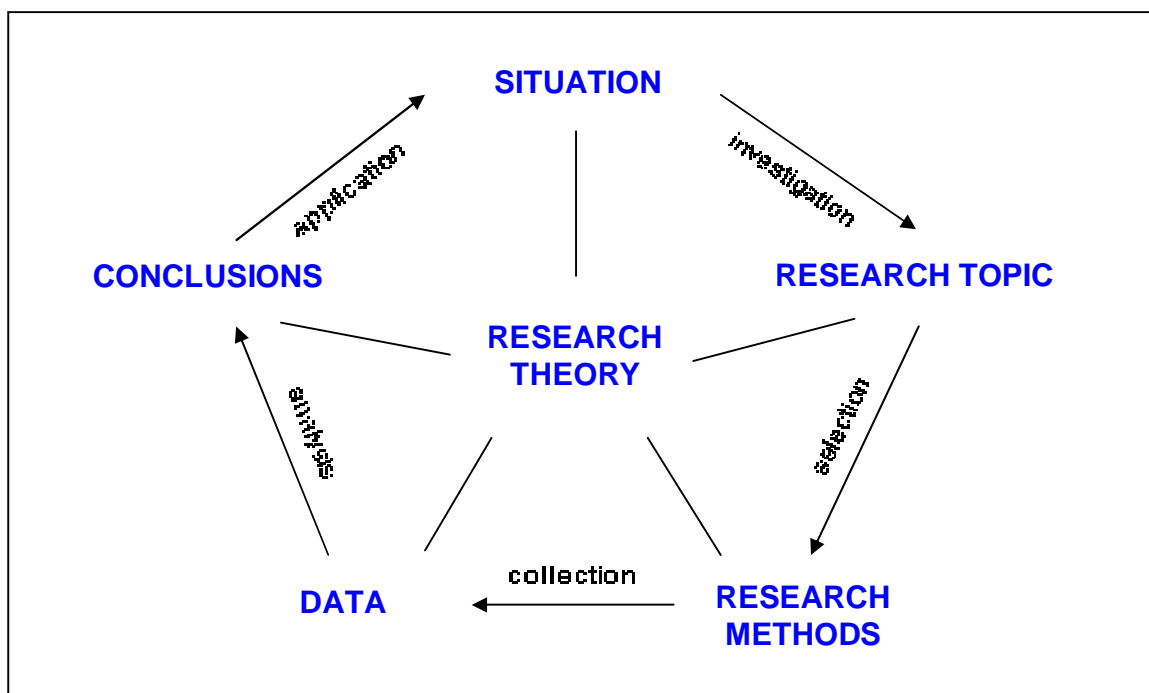 SITUATION
investigation
application
CONCLUSIONS
RESEARCH TOPIC
RESEARCH
THEORY
analysis
selection
collection
DATA
RESEARCH
METHODS